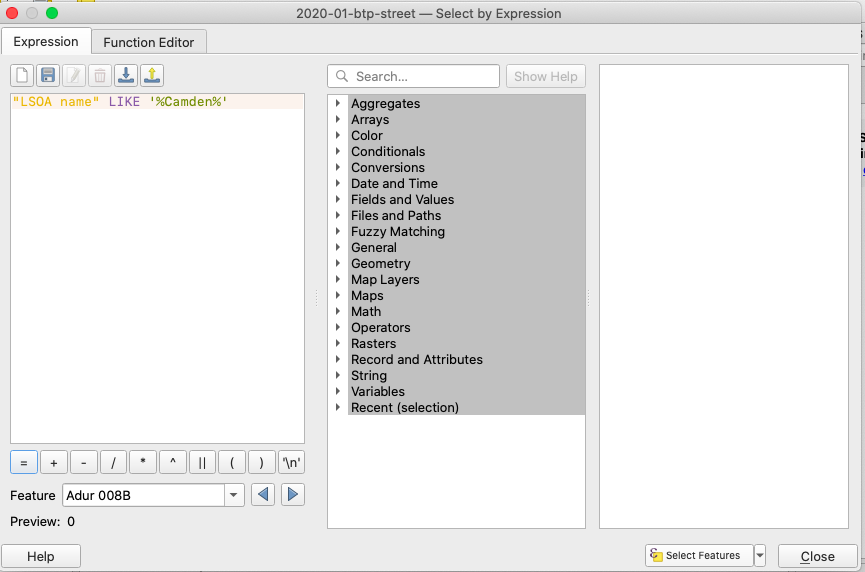 2020-01-btp-street — Select by Expression
Expression
Function Editor
Search...
Show Help
"LSOA name" LIKE '%Camden%'
Aggregates
Arrays
Color
Conditionals
Conversions
Date and Time
Fields and Values
Files and Paths
Fuzzy Matching
General
Geometry
Map Layers
Maps
Math
Operators
Rasters
Record and Attributes
String
Variables
Recent (selection)
= + - / * ^ || ( ) '\n'
Feature Adur 008B
Preview: 0
Help
Select Features
Close